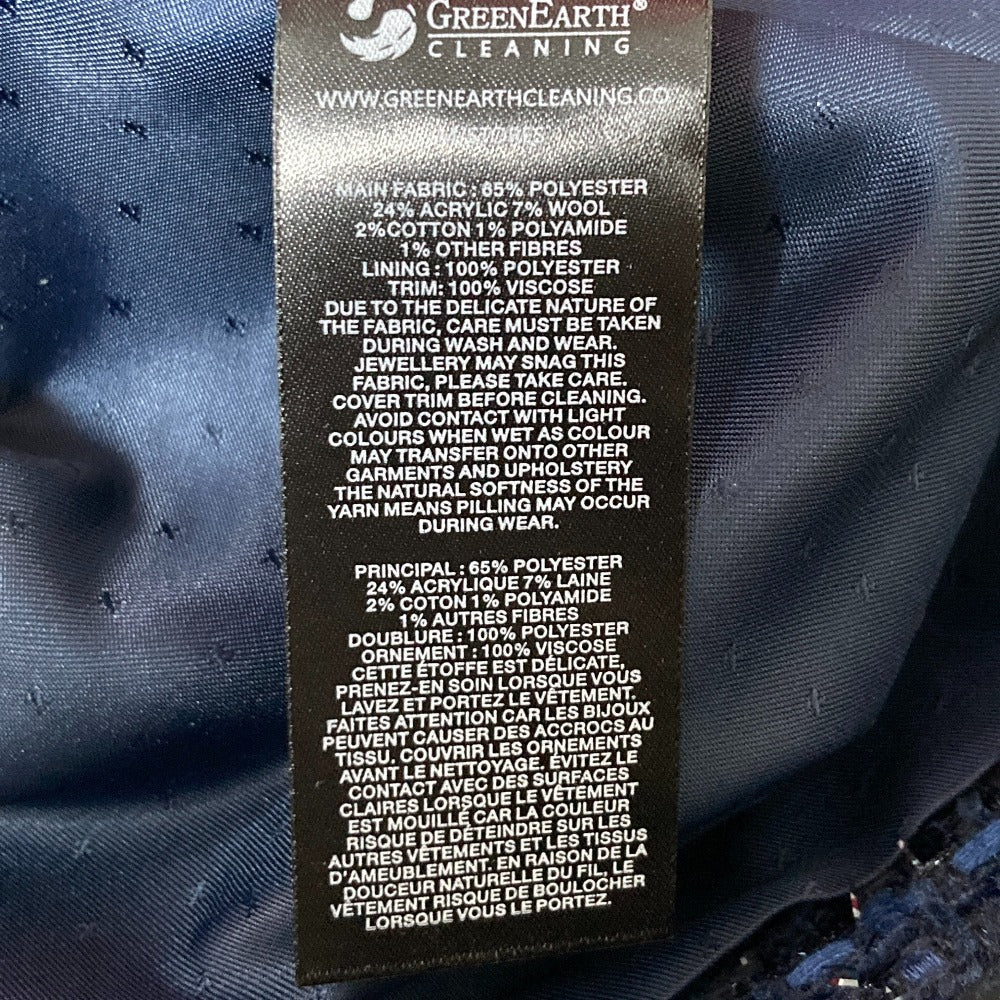 GREENEARTH®
CLEANING
WWW.GREENEARTHCLEANING.CO
/STORES
MAIN FABRIC : 65% POLYESTER
24% ACRYLIC 7% WOOL
2%COTTON 1% POLYAMIDE
1% OTHER FIBRES
LINING : 100% POLYESTER
TRIM: 100% VISCOSE
DUE TO THE DELICATE NATURE OF
THE FABRIC, CARE MUST BE TAKEN
DURING WASH AND WEAR.
JEWELLERY MAY SNAG THIS
FABRIC, PLEASE TAKE CARE.
COVER TRIM BEFORE CLEANING.
AVOID CONTACT WITH LIGHT
COLOURS WHEN WET AS COLOUR
MAY TRANSFER ONTO OTHER
GARMENTS AND UPHOLSTERY
THE NATURAL SOFTNESS OF THE
YARN MEANS PILLING MAY OCCUR
DURING WEAR.
PRINCIPAL : 65% POLYESTER
24% ACRYLIQUE 7% LAINE
2% COTON 1% POLYAMIDE
1% AUTRES FIBRES
DOUBLURE : 100% POLYESTER
ORNEMENT : 100% VISCOSE
CETTE ÉTOFFE EST DÉLICATE,
PRENEZ-EN SOIN LORSQUE VOUS
LAVEZ ET PORTEZ LE VÊTEMENT.
FAITES ATTENTION CAR LES BIJOUX
PEUVENT CAUSER DES ACCROCS AU
TISSU. COUVRIR LES ORNEMENTS
AVANT LE NETTOYAGE. ÉVITEZ LE
CONTACT AVEC DES SURFACES
CLAIRES LORSQUE LE VÊTEMENT
EST MOUILLÉ CAR LA COULEUR
RISQUE DE DÉTEINDRE SUR LES
AUTRES VÊTEMENTS ET LES TISSUS
D'AMEUBLEMENT. EN RAISON DE LA
DOUCEUR NATURELLE DU FIL, LE
VÊTEMENT RISQUE DE BOULOCHER
LORSQUE VOUS LE PORTEZ.